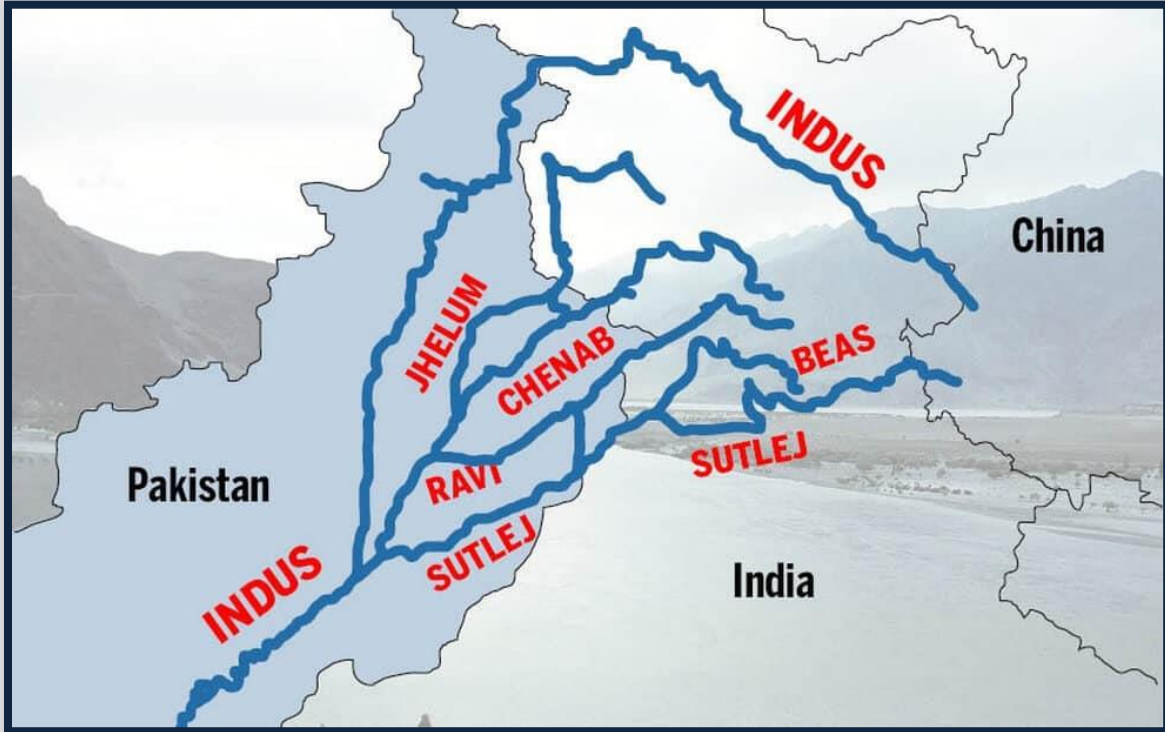 INDUS
China
JHELUM
CHENAB
BEAS
SUTLEJ
Pakistan
RAVI
SUTLEJ
INDUS
India